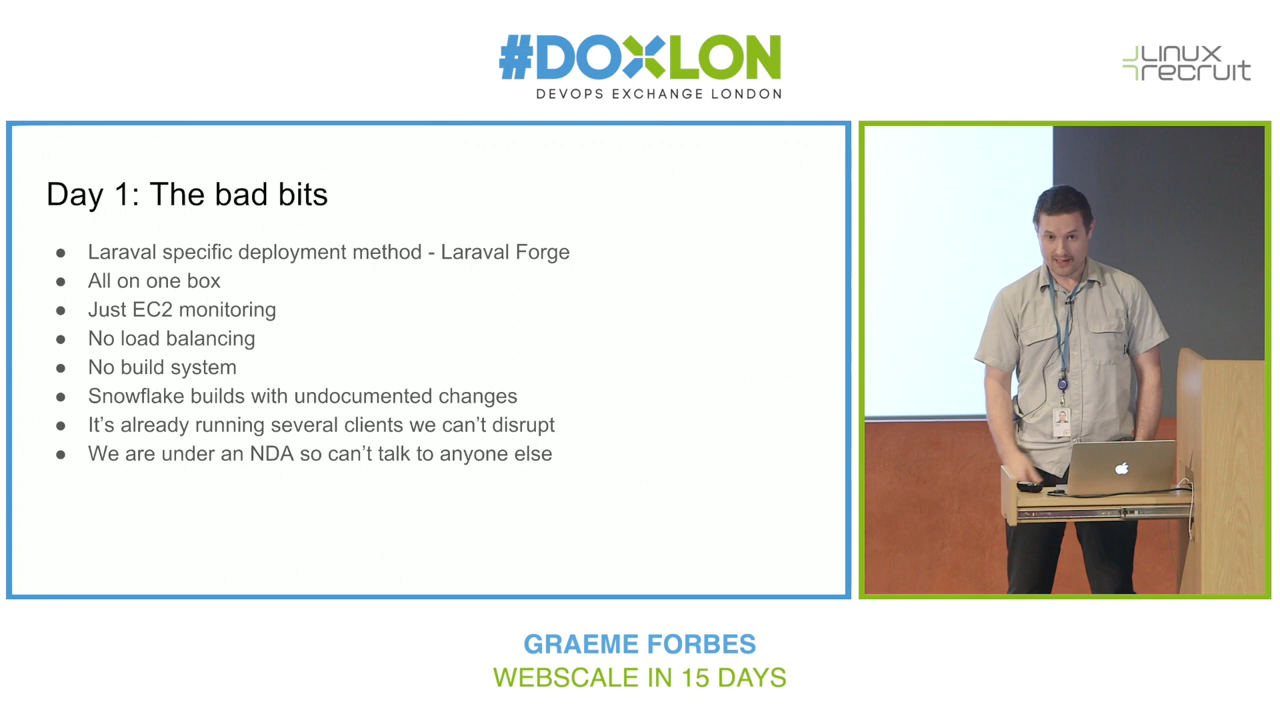 #DOXLON
DEVOPS EXCHANGE LONDON
LINUX
recruit
Day 1: The bad bits
● Laraval specific deployment method - Laraval Forge
● All on one box
● Just EC2 monitoring
● No load balancing
● No build system
● Snowflake builds with undocumented changes
● It’s already running several clients we can’t disrupt
● We are under an NDA so can’t talk to anyone else
GRAEME FORBES
WEBSCALE IN 15 DAYS